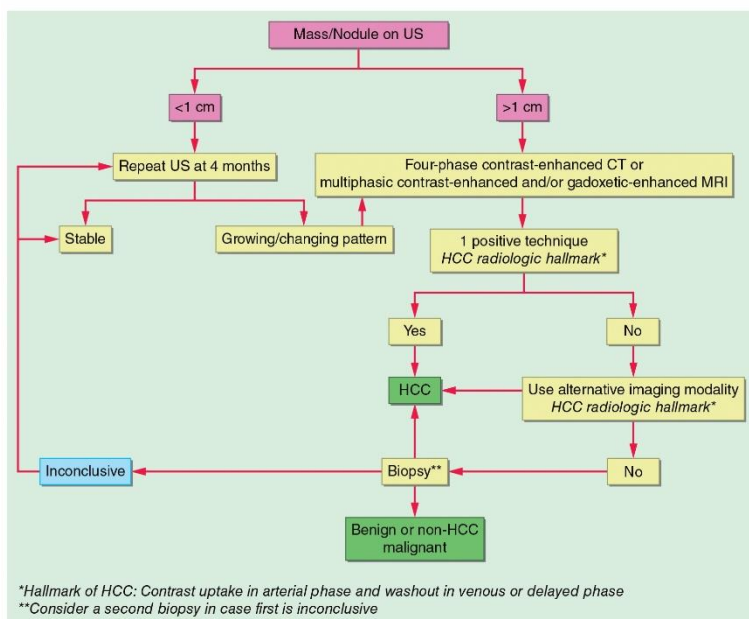 Mass/Nodule on US
<1 cm
>1 cm
Repeat US at 4 months
Four-phase contrast-enhanced CT or
multiphasic contrast-enhanced and/or gadoxetic-enhanced MRI
Stable
Growing/changing pattern
1 positive technique
HCC radiologic hallmark*
Yes
No
HCC
Use alternative imaging modality
HCC radiologic hallmark*
Inconclusive
Biopsy**
No
Benign or non-HCC
malignant
*Hallmark of HCC: Contrast uptake in arterial phase and washout in venous or delayed phase
**Consider a second biopsy in case first is inconclusive